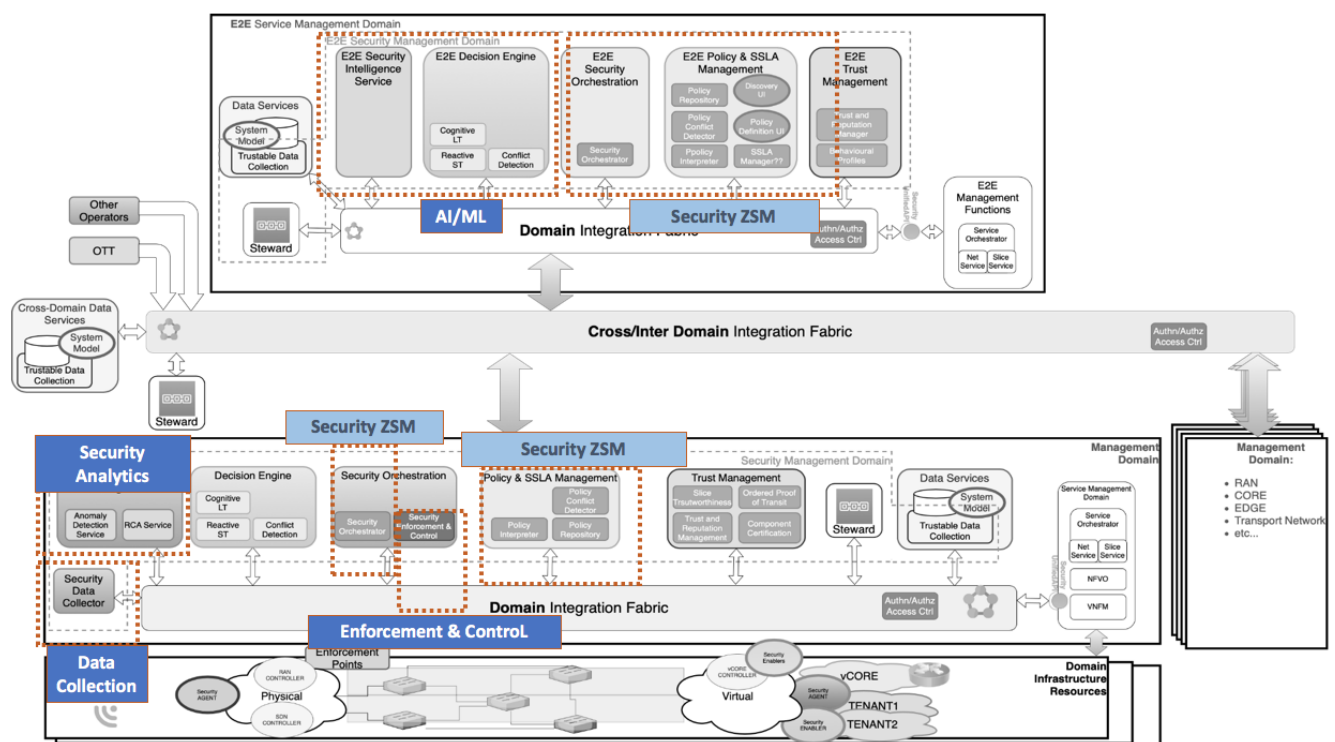 E2E Service Management Domain
E2E Security Management Domain
E2E Security
Intelligence
Service
E2E Decision Engine
Cognitive
LT
Reactive
ST
Conflict
Detection
E2E
Security
Orchestration
Security
Orchestrator
E2E Policy & SSLA
Management
Policy
Repository
Discovery
UI
Policy
Conflict
Detector
Policy
Definition UI
Ppolicy
Interpreter
SSLA
Manager??
E2E
Trust
Management
Trust and
Reputation
Manager
Behavioural
Profiles
Data Services
System
Model
Trustable Data
Collection
AI/ML
Security ZSM
Steward
Domain Integration Fabric
Authn/Authz
Access Ctrl
Security
UnifiedAPI
E2E
Management
Functions
Service
Orchestrator
Net
Service
Slice
Service
Other
Operators
OTT
Cross-Domain Data
Services
System
Model
Trustable Data
Collection
Cross/Inter Domain Integration Fabric
Authn/Authz
Access Ctrl
Steward
Security ZSM
Security ZSM
Security
Analytics
Anomaly
Detection
Service
RCA Service
Decision Engine
Cognitive
LT
Reactive
ST
Conflict
Detection
Security Orchestration
Security
Orchestrator
Security
Enforcement &
Control
Policy & SSLA Management
Policy
Conflict
Detector
Policy
Interpreter
Policy
Repository
Security Management Domain
Trust Management
Slice
Trsutworthiness
Ordered Proof
of Transit
Trust and
Reputation
Management
Component
Certification
Steward
Data Services
System
Model
Trustable Data
Collection
Management
Domain
Service Management
Domain
Service
Orchestrator
Net
Service
Slice
Service
NFVO
VNFM
Security
UnifiedAPI
Management
Domain:
• RAN
• CORE
• EDGE
• Transport Network
• etc...
Security
Data
Collector
Domain Integration Fabric
Authn/Authz
Access Ctrl
Enforcement & ControL
Data
Collection
Enforcement
Points
Security
AGENT
RAN
CONTROLLER
Physical
SDN
CONTROLLER
Security
Enablers
vCORE
CONTROLLER
Virtual
vCORE
Security
AGENT
TENANT1
Security
ENABLER
TENANT2
Domain
Infrastructure
Resources